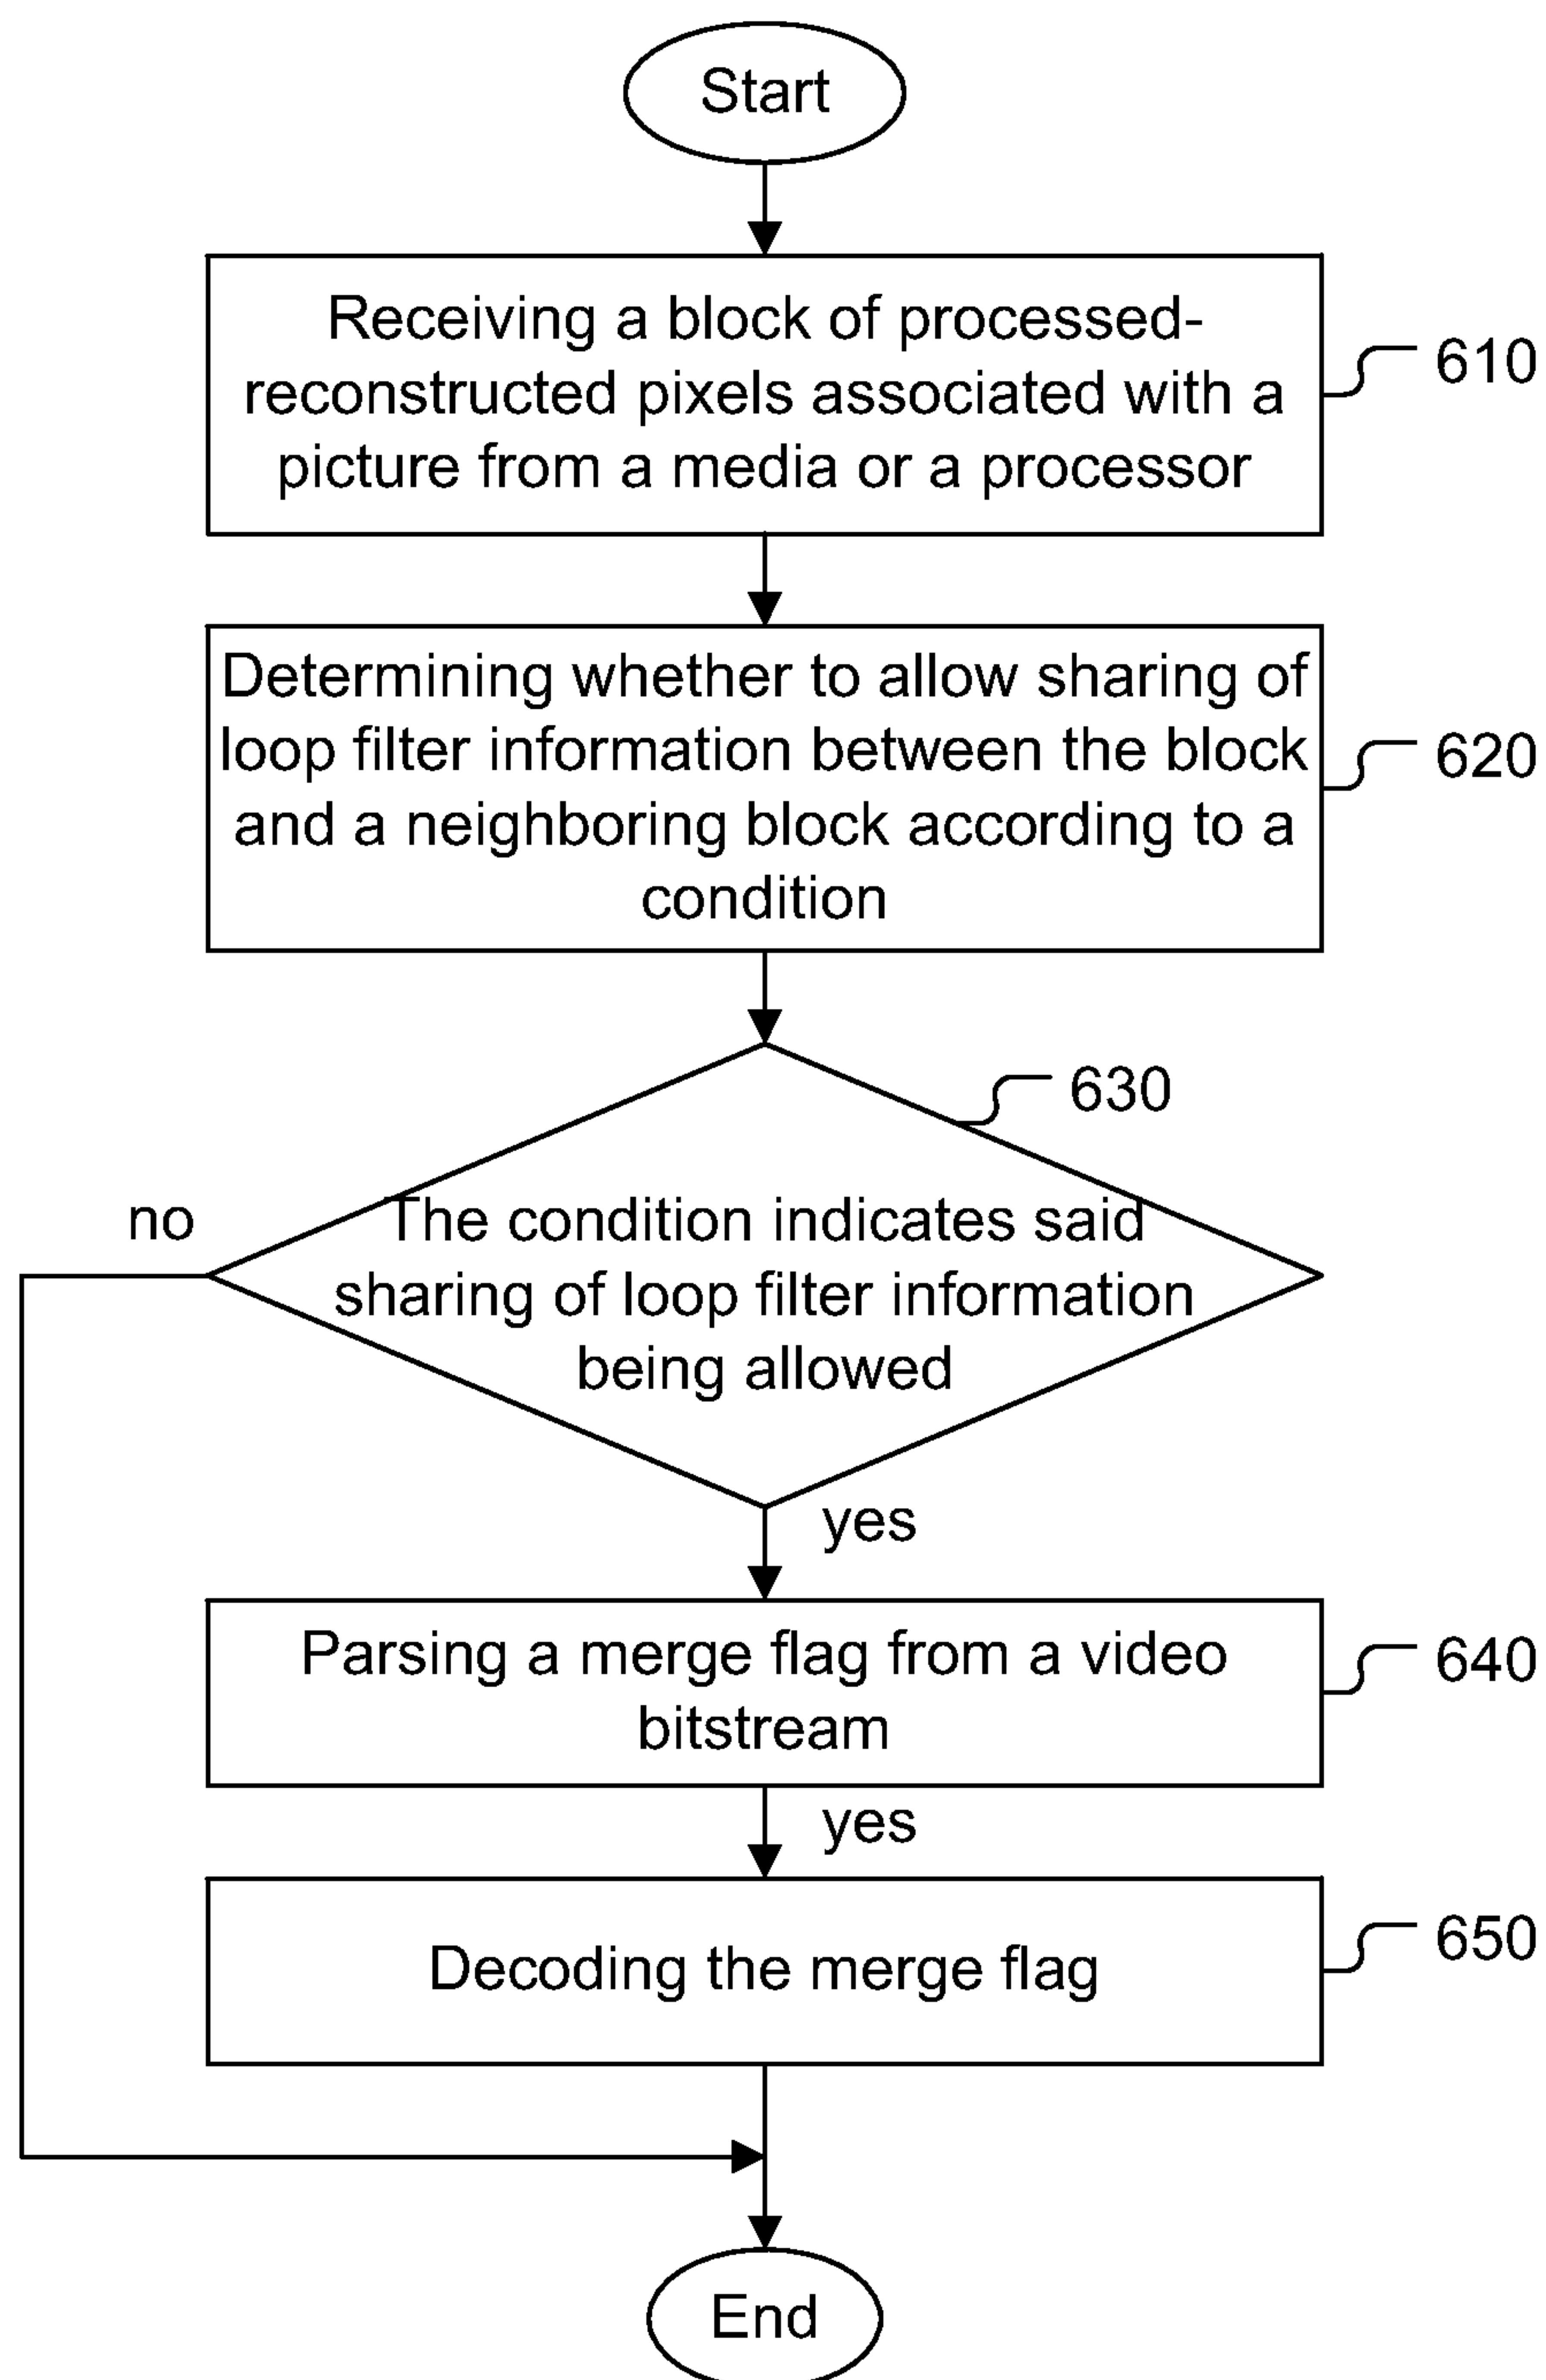 Start
Receiving a block of processed-
reconstructed pixels associated with a
picture from a media or a processor
610
Determining whether to allow sharing of
loop filter information between the block
and a neighboring block according to a
condition
620
630
The condition indicates said
sharing of loop filter information
being allowed
no
yes
Parsing a merge flag from a video
bitstream
640
yes
Decoding the merge flag
650
End